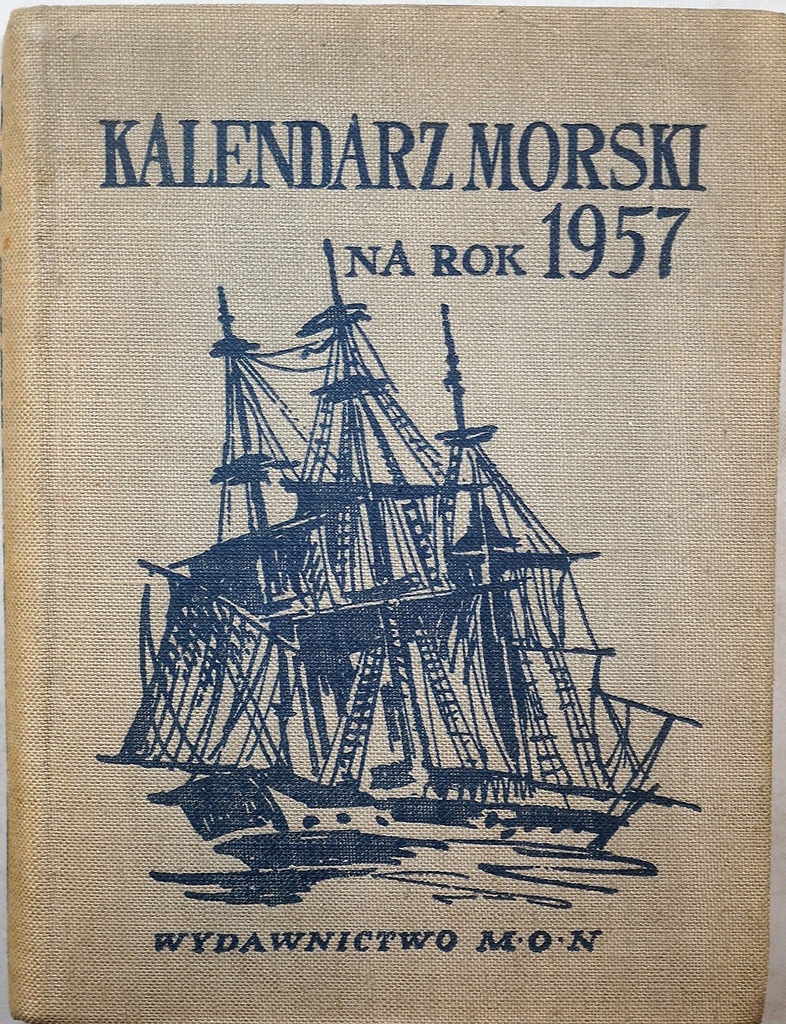 KALENDARZ MORSKI
NA ROK 1957
WYDAWNICTWO M·O·N